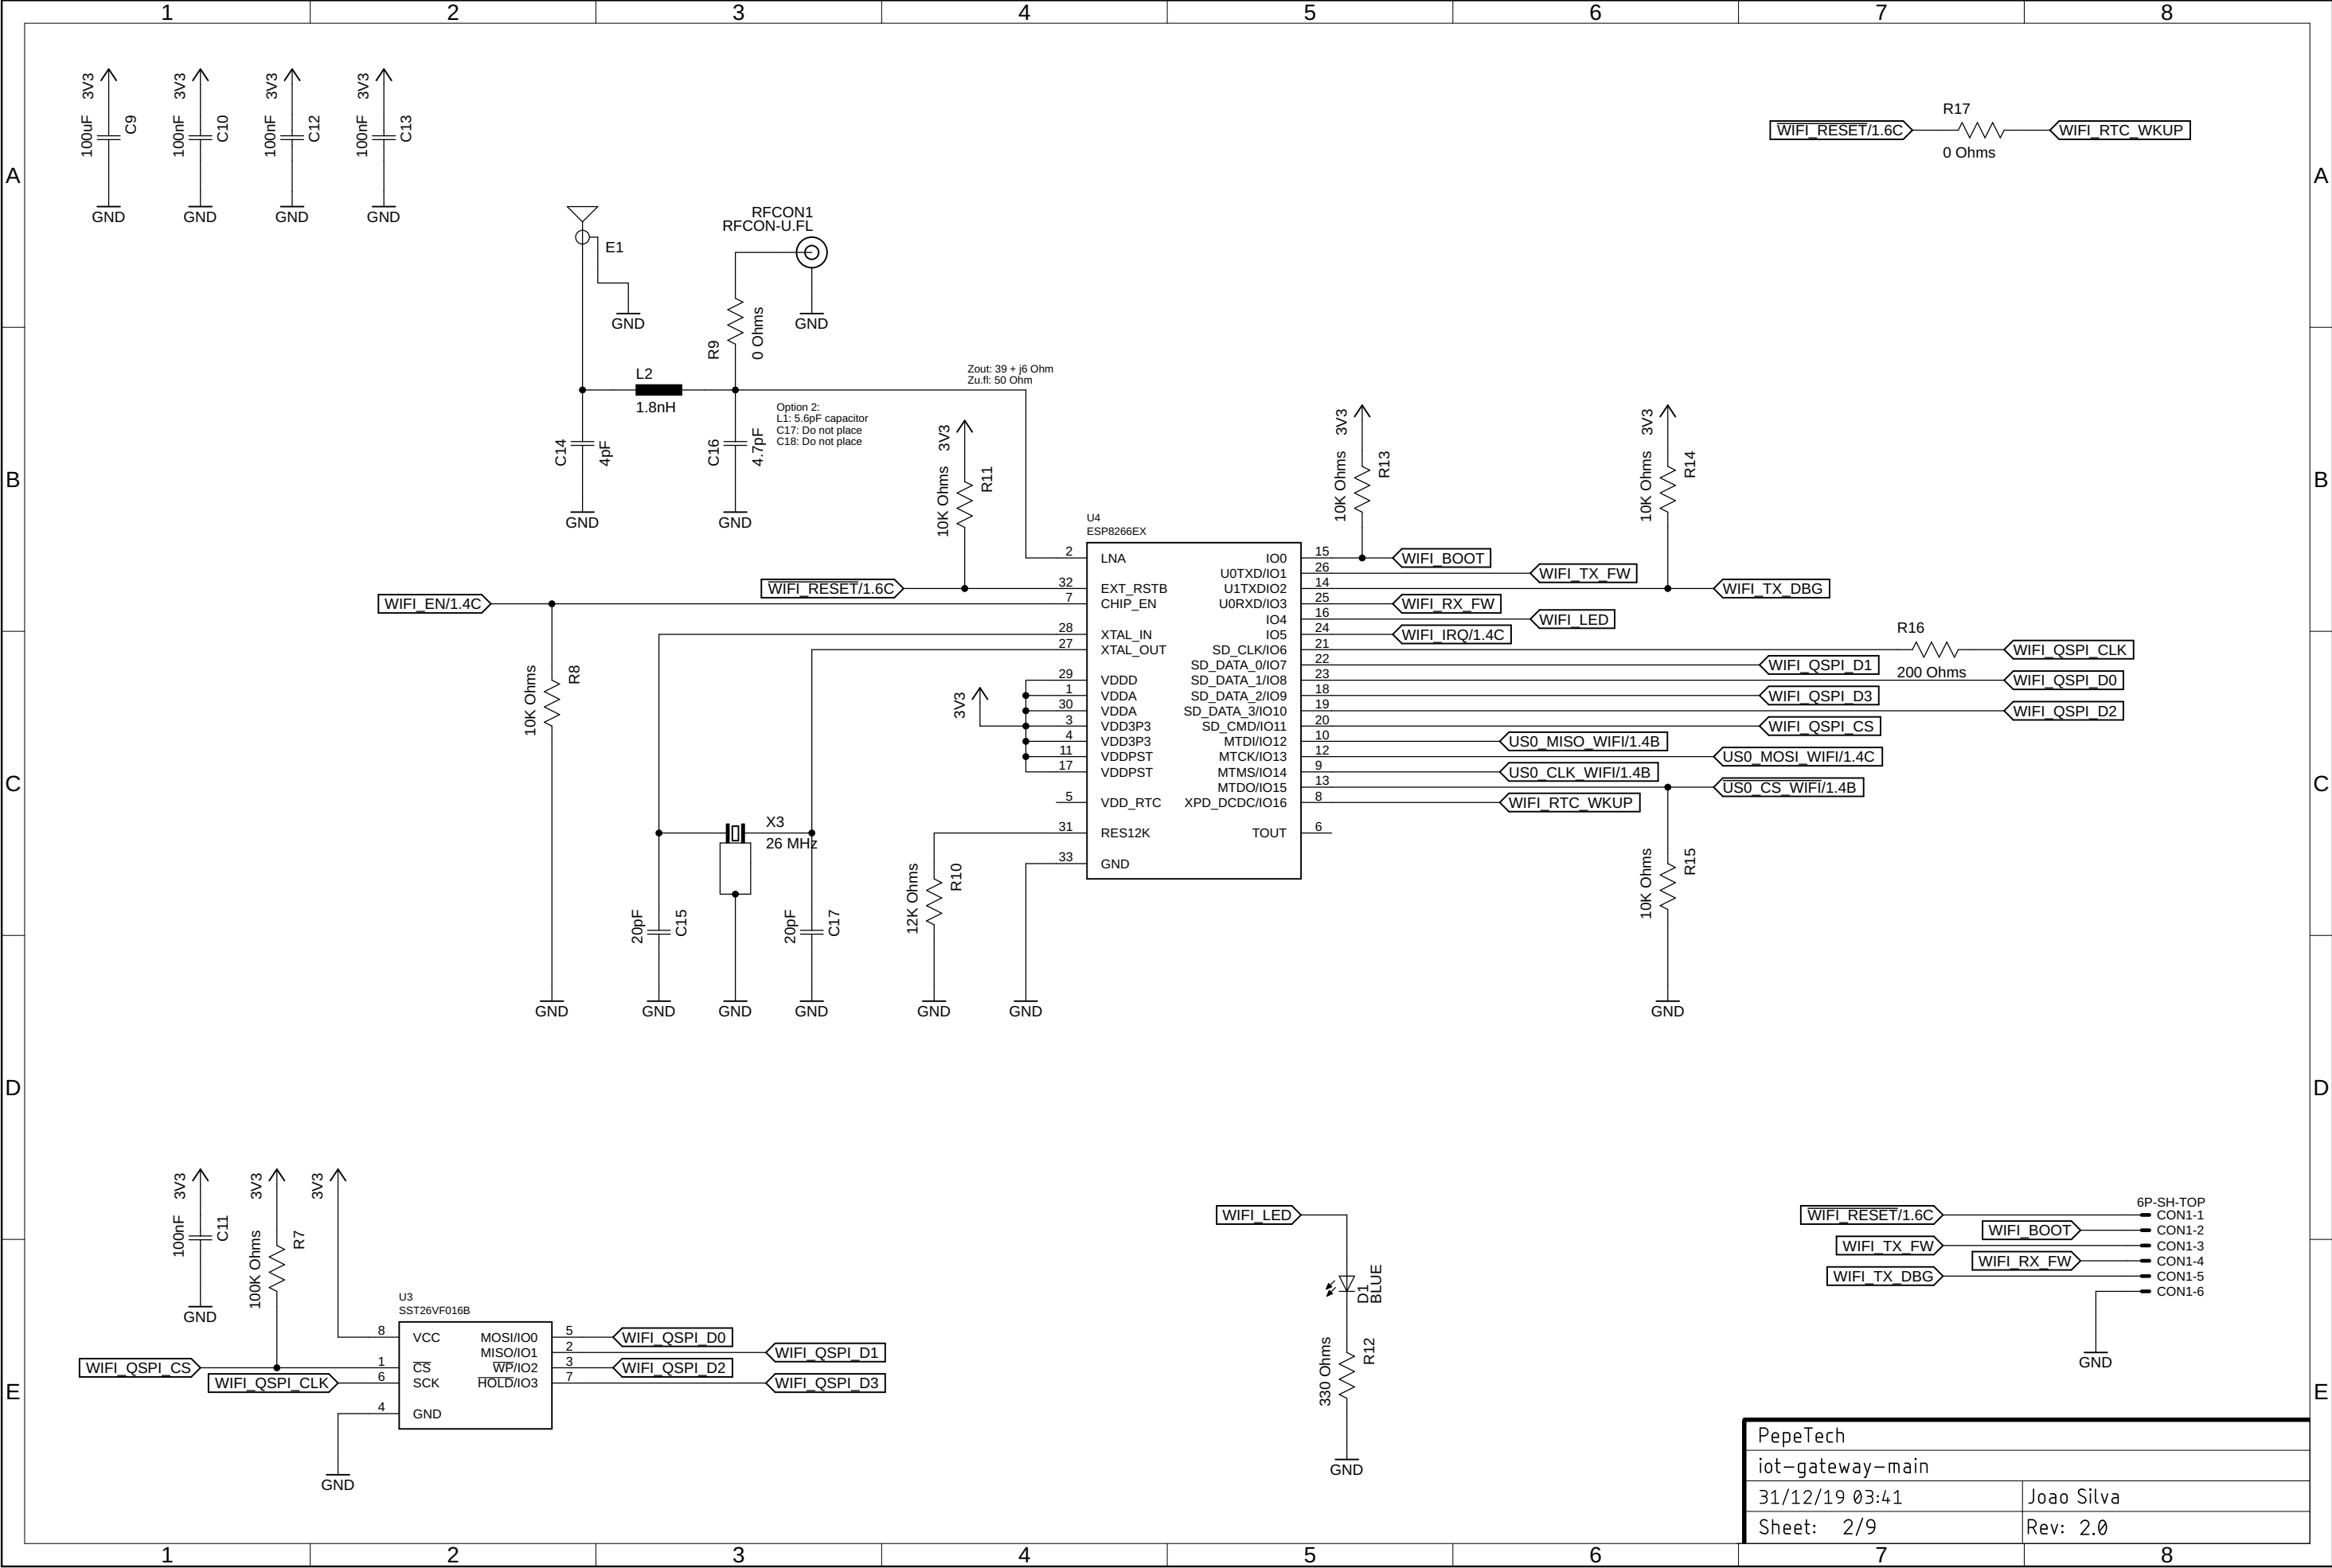 1 2 3 4 5 6 7 8
A
A
3V3
100uF
C9
GND
3V3
100nF
C10
GND
3V3
100nF
C12
GND
3V3
100nF
C13
GND
R17
WIFI_RESET/1.6C
WIFI_RTC_WKUP
0 Ohms
E1
GND
RFCON1
RFCON-U.FL
GND
R9
0 Ohms
L2
1.8nH
Zout: 39 + j6 Ohm
Zu.fl: 50 Ohm
Option 2:
L1: 5.6pF capacitor
C17: Do not place
C18: Do not place
B
B
C14
4pF
GND
C16
4.7pF
GND
3V3
10K Ohms
R11
3V3
10K Ohms
R13
3V3
10K Ohms
R14
WIFI_RESET/1.6C
WIFI_EN/1.4C
U4
ESP8266EX
2 LNA
32 EXT_RSTB
7 CHIP_EN
28 XTAL_IN
27 XTAL_OUT
29 VDDD
1 VDDA
30 VDDA
3 VDD3P3
4 VDD3P3
11 VDDPST
17 VDDPST
5 VDD_RTC
31 RES12K
33 GND
IO0 15 WIFI_BOOT
U0TXD/IO1 26 WIFI_TX_FW
U1TXDIO2 14 WIFI_TX_DBG
U0RXD/IO3 25 WIFI_RX_FW
IO4 16 WIFI_LED
IO5 24 WIFI_IRQ/1.4C
SD_CLK/IO6 21 WIFI_QSPI_CLK
SD_DATA_0/IO7 22 WIFI_QSPI_D1
SD_DATA_1/IO8 23 WIFI_QSPI_D0
SD_DATA_2/IO9 18 WIFI_QSPI_D3
SD_DATA_3/IO10 19 WIFI_QSPI_D2
SD_CMD/IO11 20 WIFI_QSPI_CS
MTDI/IO12 10 US0_MISO_WIFI/1.4B
MTCK/IO13 12 US0_MOSI_WIFI/1.4C
MTMS/IO14 9 US0_CLK_WIFI/1.4B
MTDO/IO15 13 US0_CS_WIFI/1.4B
XPD_DCDC/IO16 8 WIFI_RTC_WKUP
TOUT 6
R16
200 Ohms
3V3
C
C
10K Ohms
R8
GND
X3
26 MHz
20pF
C15
GND
GND
20pF
C17
GND
12K Ohms
R10
GND
GND
10K Ohms
R15
GND
D
D
3V3
100nF
C11
GND
3V3
100K Ohms
R7
3V3
U3
SST26VF016B
WIFI_QSPI_CS
WIFI_QSPI_CLK
8 VCC
1 CS
6 SCK
4 GND
MOSI/IO0 5 WIFI_QSPI_D0
MISO/IO1 2 WIFI_QSPI_D1
WP/IO2 3 WIFI_QSPI_D2
HOLD/IO3 7 WIFI_QSPI_D3
GND
WIFI_LED
D1
BLUE
330 Ohms
R12
GND
6P-SH-TOP
WIFI_RESET/1.6C CON1-1
WIFI_BOOT CON1-2
WIFI_TX_FW CON1-3
WIFI_RX_FW CON1-4
WIFI_TX_DBG CON1-5
CON1-6
GND
E
E
PepeTech
iot-gateway-main
31/12/19 03:41 Joao Silva
Sheet: 2/9 Rev: 2.0
1 2 3 4 5 6 7 8